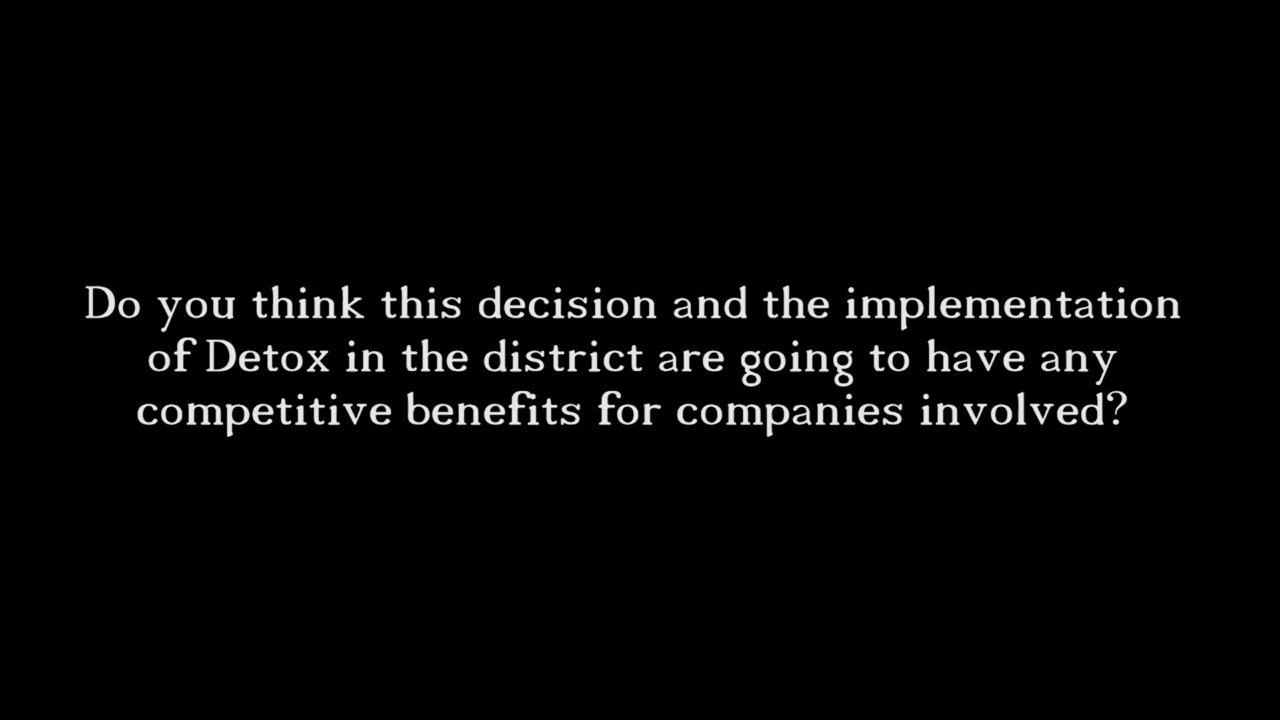 Do you think this decision and the implementation
of Detox in the district are going to have any
competitive benefits for companies involved?